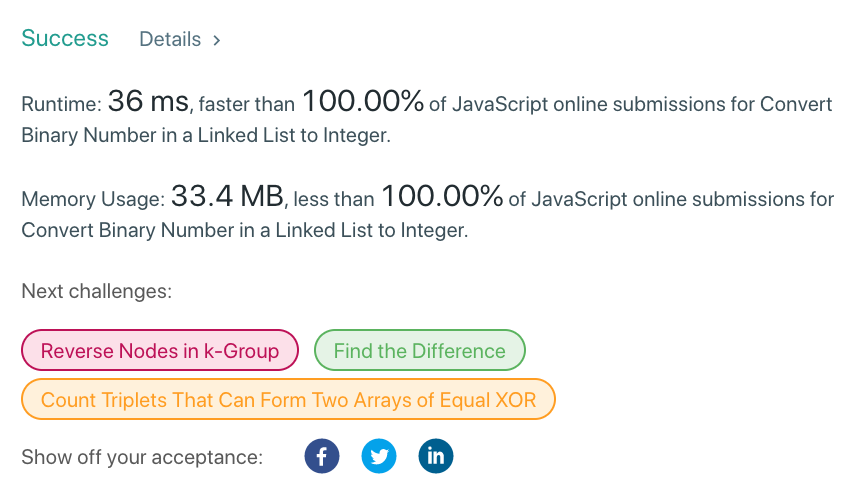 Success Details >
Runtime: 36 ms, faster than 100.00% of JavaScript online submissions for Convert
Binary Number in a Linked List to Integer.
Memory Usage: 33.4 MB, less than 100.00% of JavaScript online submissions for
Convert Binary Number in a Linked List to Integer.
Next challenges:
Reverse Nodes in k-Group Find the Difference
Count Triplets That Can Form Two Arrays of Equal XOR
Show off your acceptance: f in